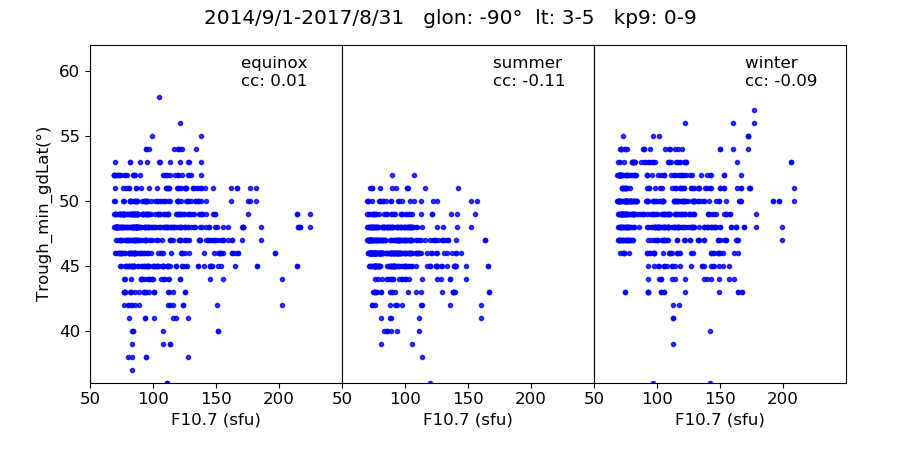 2014/9/1-2017/8/31   glon: -90°  lt: 3-5   kp9: 0-9
equinox
cc: 0.01
summer
cc: -0.11
winter
cc: -0.09
Trough_min_gdLat(°)
60
55
50
45
40
50 100 150 200 50 100 150 200 50 100 150 200
F10.7 (sfu) F10.7 (sfu) F10.7 (sfu)